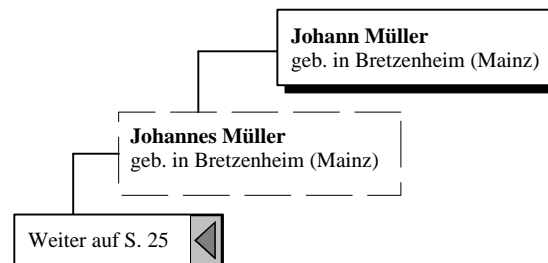 Johann Müller
geb. in Bretzenheim (Mainz)
Johannes Müller
geb. in Bretzenheim (Mainz)
Weiter auf S. 25